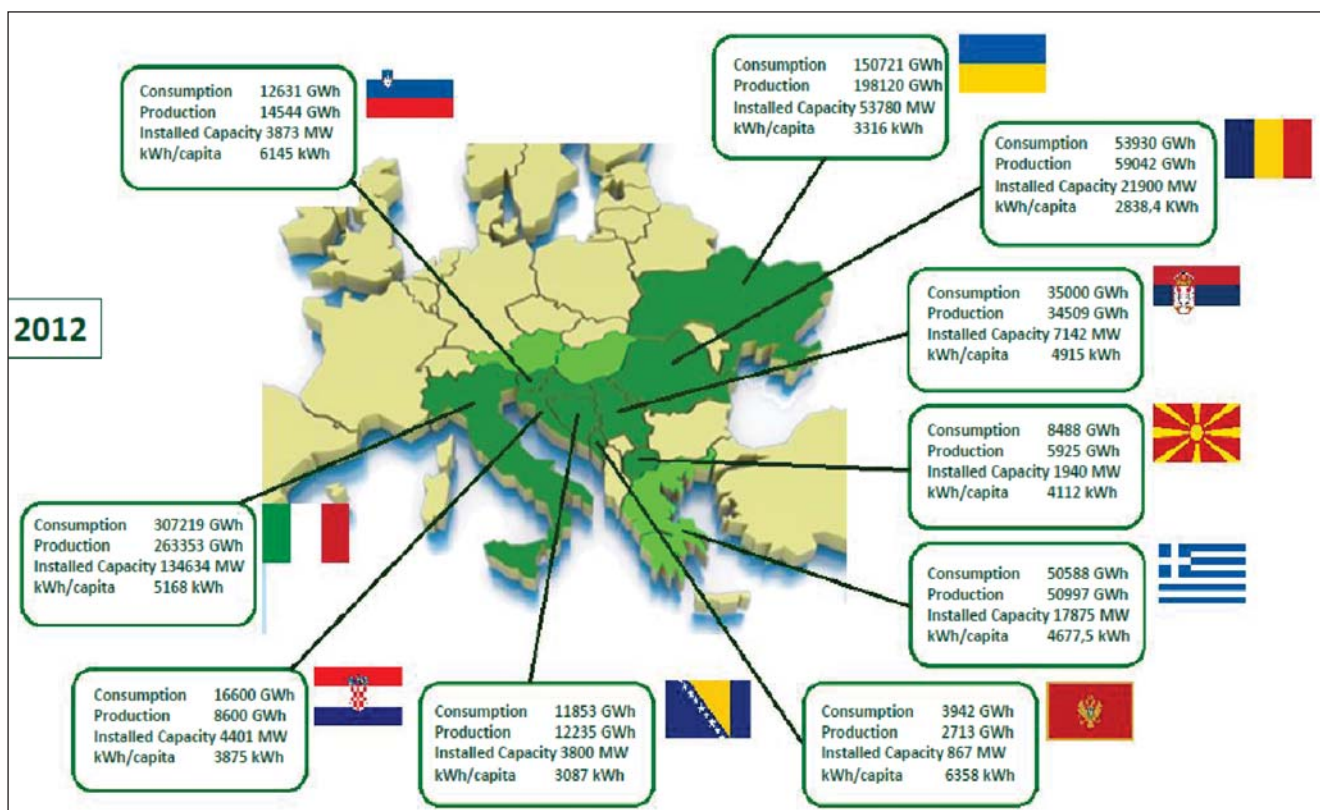 Consumption 12631 GWh
Production 14544 GWh
Installed Capacity 3873 MW
kWh/capita 6145 kWh
Consumption 150721 GWh
Production 198120 GWh
Installed Capacity 53780 MW
kWh/capita 3316 kWh
Consumption 53930 GWh
Production 59042 GWh
Installed Capacity 21900 MW
kWh/capita 2838,4 KWh
2012
Consumption 35000 GWh
Production 34509 GWh
Installed Capacity 7142 MW
kWh/capita 4915 kWh
Consumption 8488 GWh
Production 5925 GWh
Installed Capacity 1940 MW
kWh/capita 4112 kWh
Consumption 307219 GWh
Production 263353 GWh
Installed Capacity 134634 MW
kWh/capita 5168 kWh
Consumption 50588 GWh
Production 50997 GWh
Installed Capacity 17875 MW
kWh/capita 4677,5 kWh
Consumption 16600 GWh
Production 8600 GWh
Installed Capacity 4401 MW
kWh/capita 3875 kWh
Consumption 11853 GWh
Production 12235 GWh
Installed Capacity 3800 MW
kWh/capita 3087 kWh
Consumption 3942 GWh
Production 2713 GWh
Installed Capacity 867 MW
kWh/capita 6358 kWh